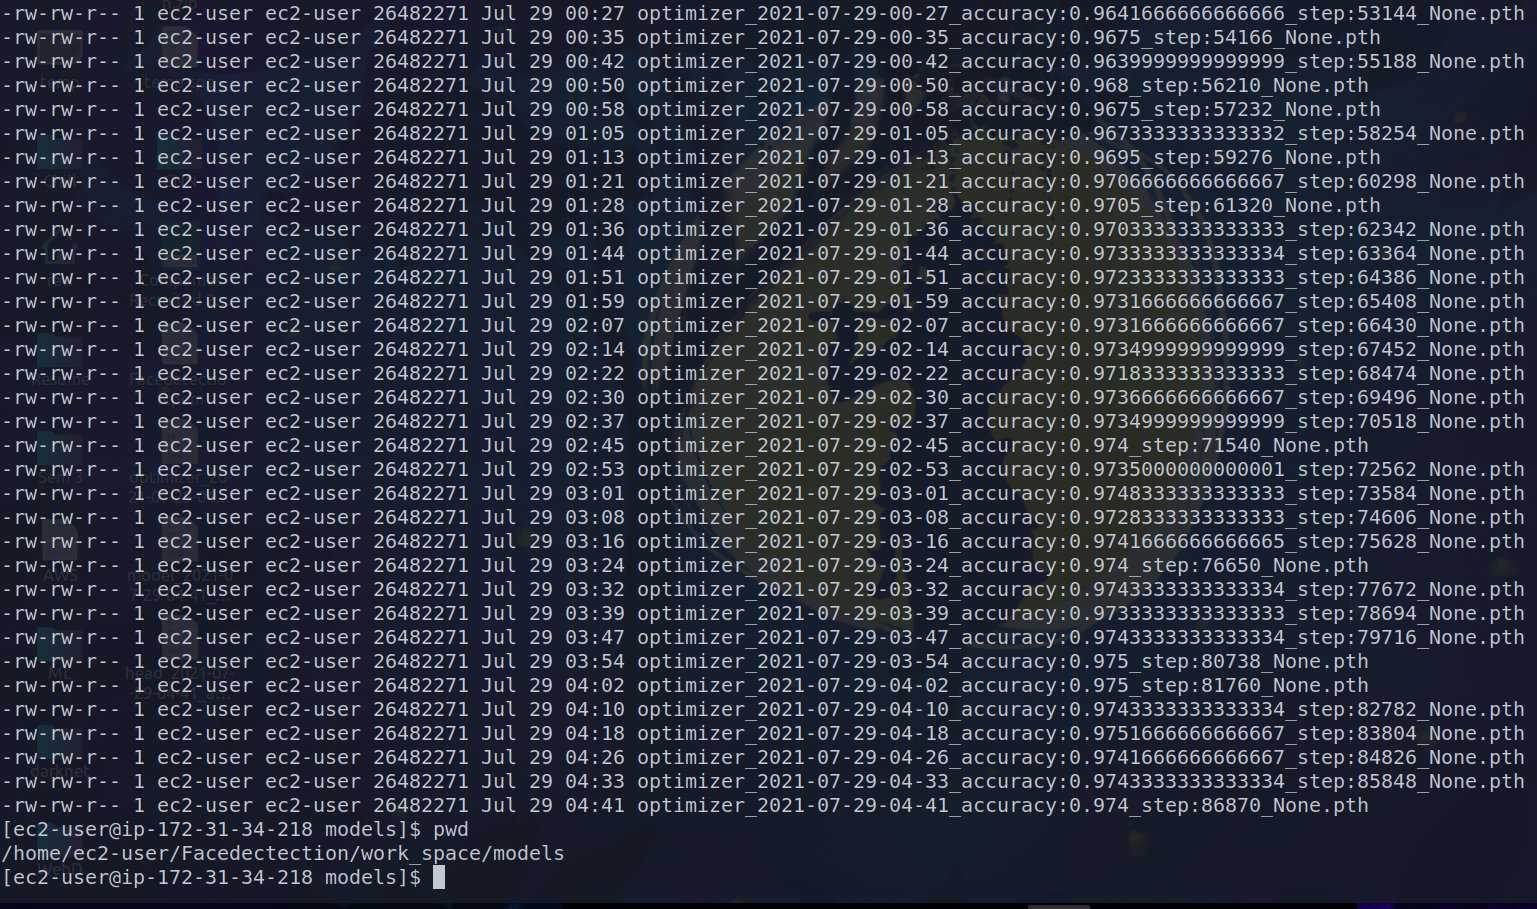 -rw-rw-r-- 1 ec2-user ec2-user 26482271 Jul 29 00:27 optimizer_2021-07-29-00-27_accuracy:0.9641666666666666_step:53144_None.pth
-rw-rw-r-- 1 ec2-user ec2-user 26482271 Jul 29 00:35 optimizer_2021-07-29-00-35_accuracy:0.9675_step:54166_None.pth
-rw-rw-r-- 1 ec2-user ec2-user 26482271 Jul 29 00:42 optimizer_2021-07-29-00-42_accuracy:0.9639999999999999_step:55188_None.pth
-rw-rw-r-- 1 ec2-user ec2-user 26482271 Jul 29 00:50 optimizer_2021-07-29-00-50_accuracy:0.968_step:56210_None.pth
-rw-rw-r-- 1 ec2-user ec2-user 26482271 Jul 29 00:58 optimizer_2021-07-29-00-58_accuracy:0.9675_step:57232_None.pth
-rw-rw-r-- 1 ec2-user ec2-user 26482271 Jul 29 01:05 optimizer_2021-07-29-01-05_accuracy:0.9673333333333332_step:58254_None.pth
-rw-rw-r-- 1 ec2-user ec2-user 26482271 Jul 29 01:13 optimizer_2021-07-29-01-13_accuracy:0.9695_step:59276_None.pth
-rw-rw-r-- 1 ec2-user ec2-user 26482271 Jul 29 01:21 optimizer_2021-07-29-01-21_accuracy:0.9706666666666667_step:60298_None.pth
-rw-rw-r-- 1 ec2-user ec2-user 26482271 Jul 29 01:28 optimizer_2021-07-29-01-28_accuracy:0.9705_step:61320_None.pth
-rw-rw-r-- 1 ec2-user ec2-user 26482271 Jul 29 01:36 optimizer_2021-07-29-01-36_accuracy:0.9703333333333333_step:62342_None.pth
-rw-rw-r-- 1 ec2-user ec2-user 26482271 Jul 29 01:44 optimizer_2021-07-29-01-44_accuracy:0.9733333333333334_step:63364_None.pth
-rw-rw-r-- 1 ec2-user ec2-user 26482271 Jul 29 01:51 optimizer_2021-07-29-01-51_accuracy:0.9723333333333333_step:64386_None.pth
-rw-rw-r-- 1 ec2-user ec2-user 26482271 Jul 29 01:59 optimizer_2021-07-29-01-59_accuracy:0.9731666666666667_step:65408_None.pth
-rw-rw-r-- 1 ec2-user ec2-user 26482271 Jul 29 02:07 optimizer_2021-07-29-02-07_accuracy:0.9731666666666667_step:66430_None.pth
-rw-rw-r-- 1 ec2-user ec2-user 26482271 Jul 29 02:14 optimizer_2021-07-29-02-14_accuracy:0.9734999999999999_step:67452_None.pth
-rw-rw-r-- 1 ec2-user ec2-user 26482271 Jul 29 02:22 optimizer_2021-07-29-02-22_accuracy:0.9718333333333333_step:68474_None.pth
-rw-rw-r-- 1 ec2-user ec2-user 26482271 Jul 29 02:30 optimizer_2021-07-29-02-30_accuracy:0.9736666666666667_step:69496_None.pth
-rw-rw-r-- 1 ec2-user ec2-user 26482271 Jul 29 02:37 optimizer_2021-07-29-02-37_accuracy:0.9734999999999999_step:70518_None.pth
-rw-rw-r-- 1 ec2-user ec2-user 26482271 Jul 29 02:45 optimizer_2021-07-29-02-45_accuracy:0.974_step:71540_None.pth
-rw-rw-r-- 1 ec2-user ec2-user 26482271 Jul 29 02:53 optimizer_2021-07-29-02-53_accuracy:0.9735000000000001_step:72562_None.pth
-rw-rw-r-- 1 ec2-user ec2-user 26482271 Jul 29 03:01 optimizer_2021-07-29-03-01_accuracy:0.9748333333333333_step:73584_None.pth
-rw-rw-r-- 1 ec2-user ec2-user 26482271 Jul 29 03:08 optimizer_2021-07-29-03-08_accuracy:0.9728333333333333_step:74606_None.pth
-rw-rw-r-- 1 ec2-user ec2-user 26482271 Jul 29 03:16 optimizer_2021-07-29-03-16_accuracy:0.9741666666666665_step:75628_None.pth
-rw-rw-r-- 1 ec2-user ec2-user 26482271 Jul 29 03:24 optimizer_2021-07-29-03-24_accuracy:0.974_step:76650_None.pth
-rw-rw-r-- 1 ec2-user ec2-user 26482271 Jul 29 03:32 optimizer_2021-07-29-03-32_accuracy:0.9743333333333334_step:77672_None.pth
-rw-rw-r-- 1 ec2-user ec2-user 26482271 Jul 29 03:39 optimizer_2021-07-29-03-39_accuracy:0.9733333333333333_step:78694_None.pth
-rw-rw-r-- 1 ec2-user ec2-user 26482271 Jul 29 03:47 optimizer_2021-07-29-03-47_accuracy:0.9743333333333334_step:79716_None.pth
-rw-rw-r-- 1 ec2-user ec2-user 26482271 Jul 29 03:54 optimizer_2021-07-29-03-54_accuracy:0.975_step:80738_None.pth
-rw-rw-r-- 1 ec2-user ec2-user 26482271 Jul 29 04:02 optimizer_2021-07-29-04-02_accuracy:0.975_step:81760_None.pth
-rw-rw-r-- 1 ec2-user ec2-user 26482271 Jul 29 04:10 optimizer_2021-07-29-04-10_accuracy:0.9743333333333334_step:82782_None.pth
-rw-rw-r-- 1 ec2-user ec2-user 26482271 Jul 29 04:18 optimizer_2021-07-29-04-18_accuracy:0.9751666666666667_step:83804_None.pth
-rw-rw-r-- 1 ec2-user ec2-user 26482271 Jul 29 04:26 optimizer_2021-07-29-04-26_accuracy:0.9741666666666667_step:84826_None.pth
-rw-rw-r-- 1 ec2-user ec2-user 26482271 Jul 29 04:33 optimizer_2021-07-29-04-33_accuracy:0.9743333333333334_step:85848_None.pth
-rw-rw-r-- 1 ec2-user ec2-user 26482271 Jul 29 04:41 optimizer_2021-07-29-04-41_accuracy:0.974_step:86870_None.pth
[ec2-user@ip-172-31-34-218 models]$ pwd
/home/ec2-user/Facedectection/work_space/models
[ec2-user@ip-172-31-34-218 models]$